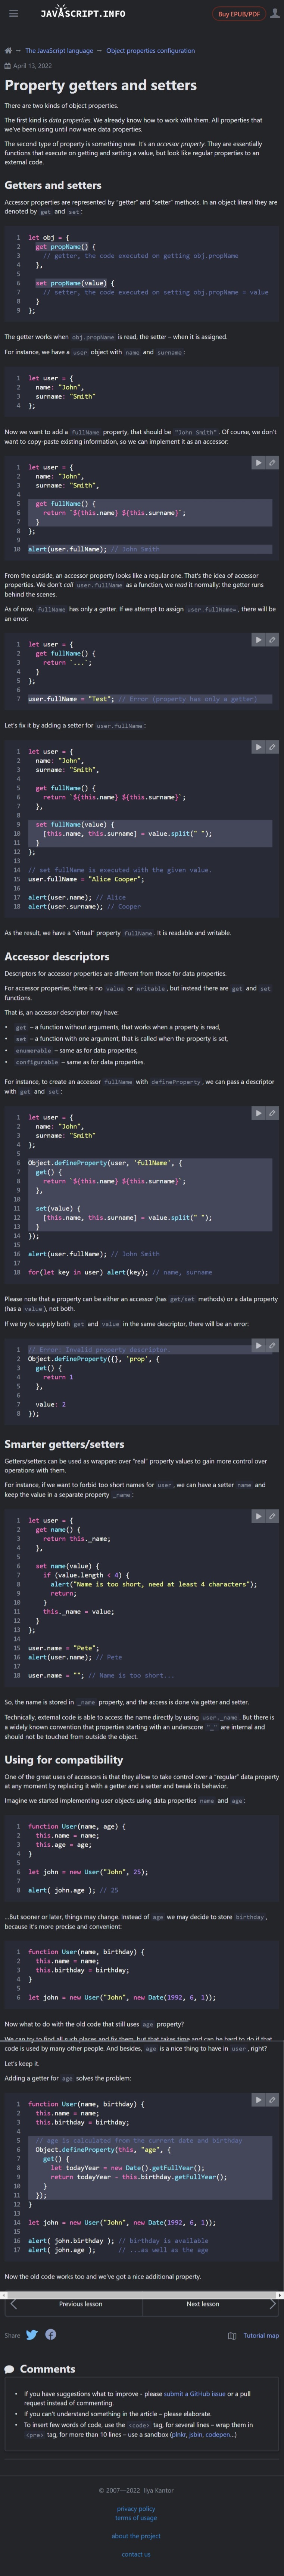 JAVASCRIPT.INFO
Buy EPUB/PDF
→ The JavaScript language → Object properties configuration
April 13, 2022
Property getters and setters
There are two kinds of object properties.
The first kind is data properties. We already know how to work with them. All properties that
we've been using until now were data properties.
The second type of property is something new. It's an accessor property. They are essentially
functions that execute on getting and setting a value, but look like regular properties to an
external code.
Getters and setters
Accessor properties are represented by "getter" and "setter" methods. In an object literal they are
denoted by get and set:
1 let obj = {
2 get propName() {
3 // getter, the code executed on getting obj.propName
4 },
5
6 set propName(value) {
7 // setter, the code executed on setting obj.propName = value
8 }
9 };
The getter works when obj.propName is read, the setter – when it is assigned.
For instance, we have a user object with name and surname:
1 let user = {
2 name: "John",
3 surname: "Smith"
4 };
Now we want to add a fullName property, that should be "John Smith". Of course, we don't
want to copy-paste existing information, so we can implement it as an accessor:
1 let user = {
2 name: "John",
3 surname: "Smith",
4
5 get fullName() {
6 return `${this.name} ${this.surname}`;
7 }
8 };
9
10 alert(user.fullName); // John Smith
From the outside, an accessor property looks like a regular one. That's the idea of accessor
properties. We don't call user.fullName as a function, we read it normally: the getter runs
behind the scenes.
As of now, fullName has only a getter. If we attempt to assign user.fullName=, there will be
an error:
1 let user = {
2 get fullName() {
3 return `...`;
4 }
5 };
6
7 user.fullName = "Test"; // Error (property has only a getter)
Let's fix it by adding a setter for user.fullName:
1 let user = {
2 name: "John",
3 surname: "Smith",
4
5 get fullName() {
6 return `${this.name} ${this.surname}`;
7 },
8
9 set fullName(value) {
10 [this.name, this.surname] = value.split(" ");
11 }
12 };
13
14 // set fullName is executed with the given value.
15 user.fullName = "Alice Cooper";
16
17 alert(user.name); // Alice
18 alert(user.surname); // Cooper
As the result, we have a "virtual" property fullName. It is readable and writable.
Accessor descriptors
Descriptors for accessor properties are different from those for data properties.
For accessor properties, there is no value or writable, but instead there are get and set
functions.
That is, an accessor descriptor may have:
• get – a function without arguments, that works when a property is read,
• set – a function with one argument, that is called when the property is set,
• enumerable – same as for data properties,
• configurable – same as for data properties.
For instance, to create an accessor fullName with defineProperty, we can pass a descriptor
with get and set:
1 let user = {
2 name: "John",
3 surname: "Smith"
4 };
5
6 Object.defineProperty(user, 'fullName', {
7 get() {
8 return `${this.name} ${this.surname}`;
9 },
10
11 set(value) {
12 [this.name, this.surname] = value.split(" ");
13 }
14 });
15
16 alert(user.fullName); // John Smith
17
18 for(let key in user) alert(key); // name, surname
Please note that a property can be either an accessor (has get/set methods) or a data property
(has a value), not both.
If we try to supply both get and value in the same descriptor, there will be an error:
1 // Error: Invalid property descriptor.
2 Object.defineProperty({}, 'prop', {
3 get() {
4 return 1
5 },
6
7 value: 2
8 });
Smarter getters/setters
Getters/setters can be used as wrappers over "real" property values to gain more control over
operations with them.
For instance, if we want to forbid too short names for user, we can have a setter name and
keep the value in a separate property _name:
1 let user = {
2 get name() {
3 return this._name;
4 },
5
6 set name(value) {
7 if (value.length < 4) {
8 alert("Name is too short, need at least 4 characters");
9 return;
10 }
11 this._name = value;
12 }
13 };
14
15 user.name = "Pete";
16 alert(user.name); // Pete
17
18 user.name = ""; // Name is too short...
So, the name is stored in _name property, and the access is done via getter and setter.
Technically, external code is able to access the name directly by using user._name. But there is
a widely known convention that properties starting with an underscore "_" are internal and
should not be touched from outside the object.
Using for compatibility
One of the great uses of accessors is that they allow to take control over a "regular" data property
at any moment by replacing it with a getter and a setter and tweak its behavior.
Imagine we started implementing user objects using data properties name and age:
1 function User(name, age) {
2 this.name = name;
3 this.age = age;
4 }
5
6 let john = new User("John", 25);
7
8 alert( john.age ); // 25
…But sooner or later, things may change. Instead of age we may decide to store birthday,
because it's more precise and convenient:
1 function User(name, birthday) {
2 this.name = name;
3 this.birthday = birthday;
4 }
5
6 let john = new User("John", new Date(1992, 6, 1));
Now what to do with the old code that still uses age property?
We can try to find all such places and fix them, but that takes time and can be hard to do if that
code is used by many other people. And besides, age is a nice thing to have in user, right?
Let's keep it.
Adding a getter for age solves the problem:
1 function User(name, birthday) {
2 this.name = name;
3 this.birthday = birthday;
4
5 // age is calculated from the current date and birthday
6 Object.defineProperty(this, "age", {
7 get() {
8 let todayYear = new Date().getFullYear();
9 return todayYear - this.birthday.getFullYear();
10 }
11 });
12 }
13
14 let john = new User("John", new Date(1992, 6, 1));
15
16 alert( john.birthday ); // birthday is available
17 alert( john.age ); // ...as well as the age
Now the old code works too and we've got a nice additional property.
Previous lesson Next lesson
Share Tutorial map
Comments
• If you have suggestions what to improve - please submit a GitHub issue or a pull
request instead of commenting.
• If you can't understand something in the article – please elaborate.
• To insert few words of code, use the <code> tag, for several lines – wrap them in
<pre> tag, for more than 10 lines – use a sandbox (plnkr, jsbin, codepen…)
© 2007—2022 Ilya Kantor
privacy policy
terms of usage
about the project
contact us